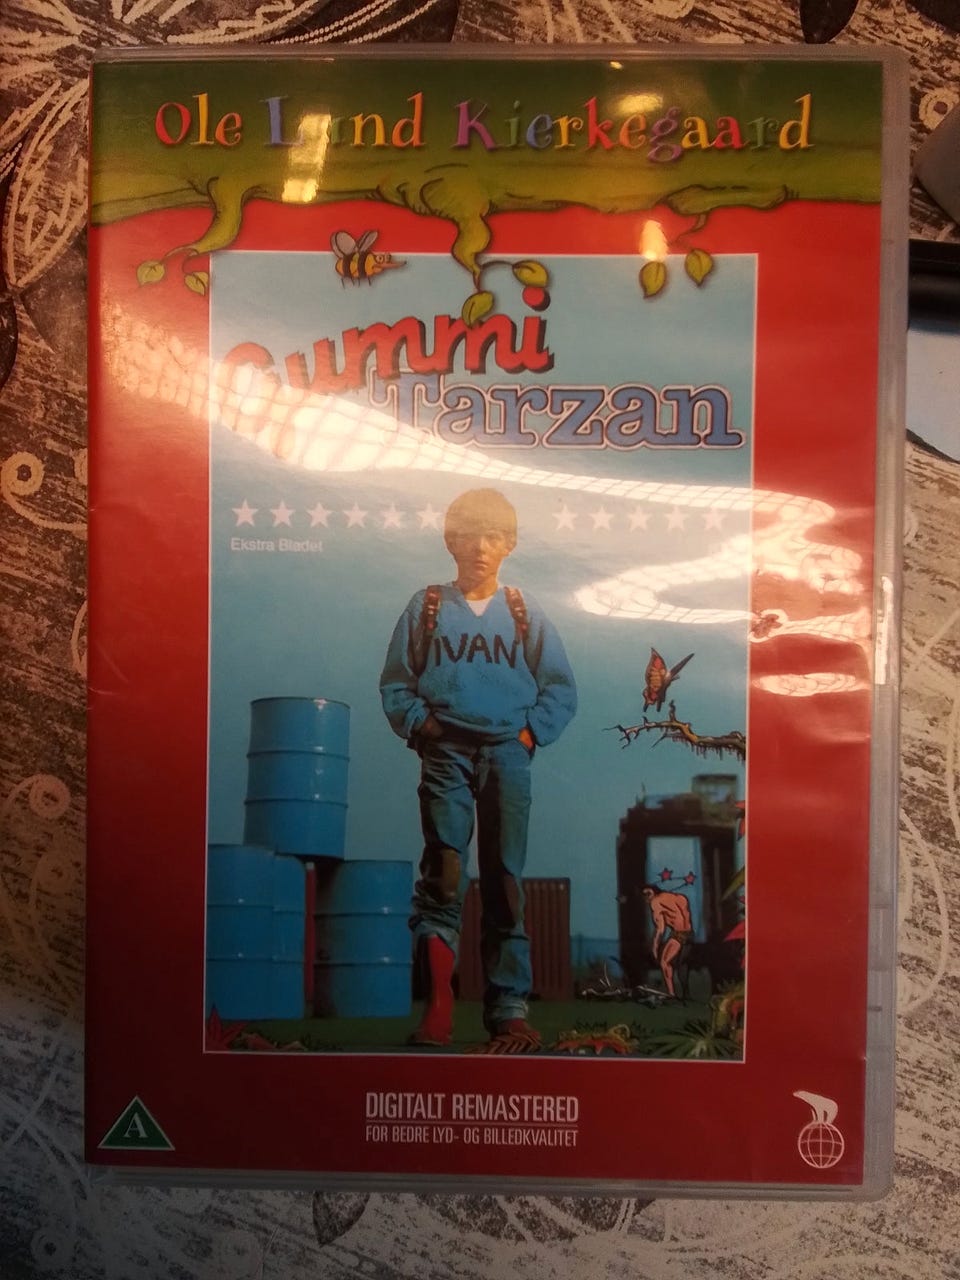 Ole Lund Kierkegaard
Gummi
Tarzan
Ekstra Bladet
IVAN
DIGITALT REMASTERED
FOR BEDRE LYD- OG BILLEDKVALITET
A